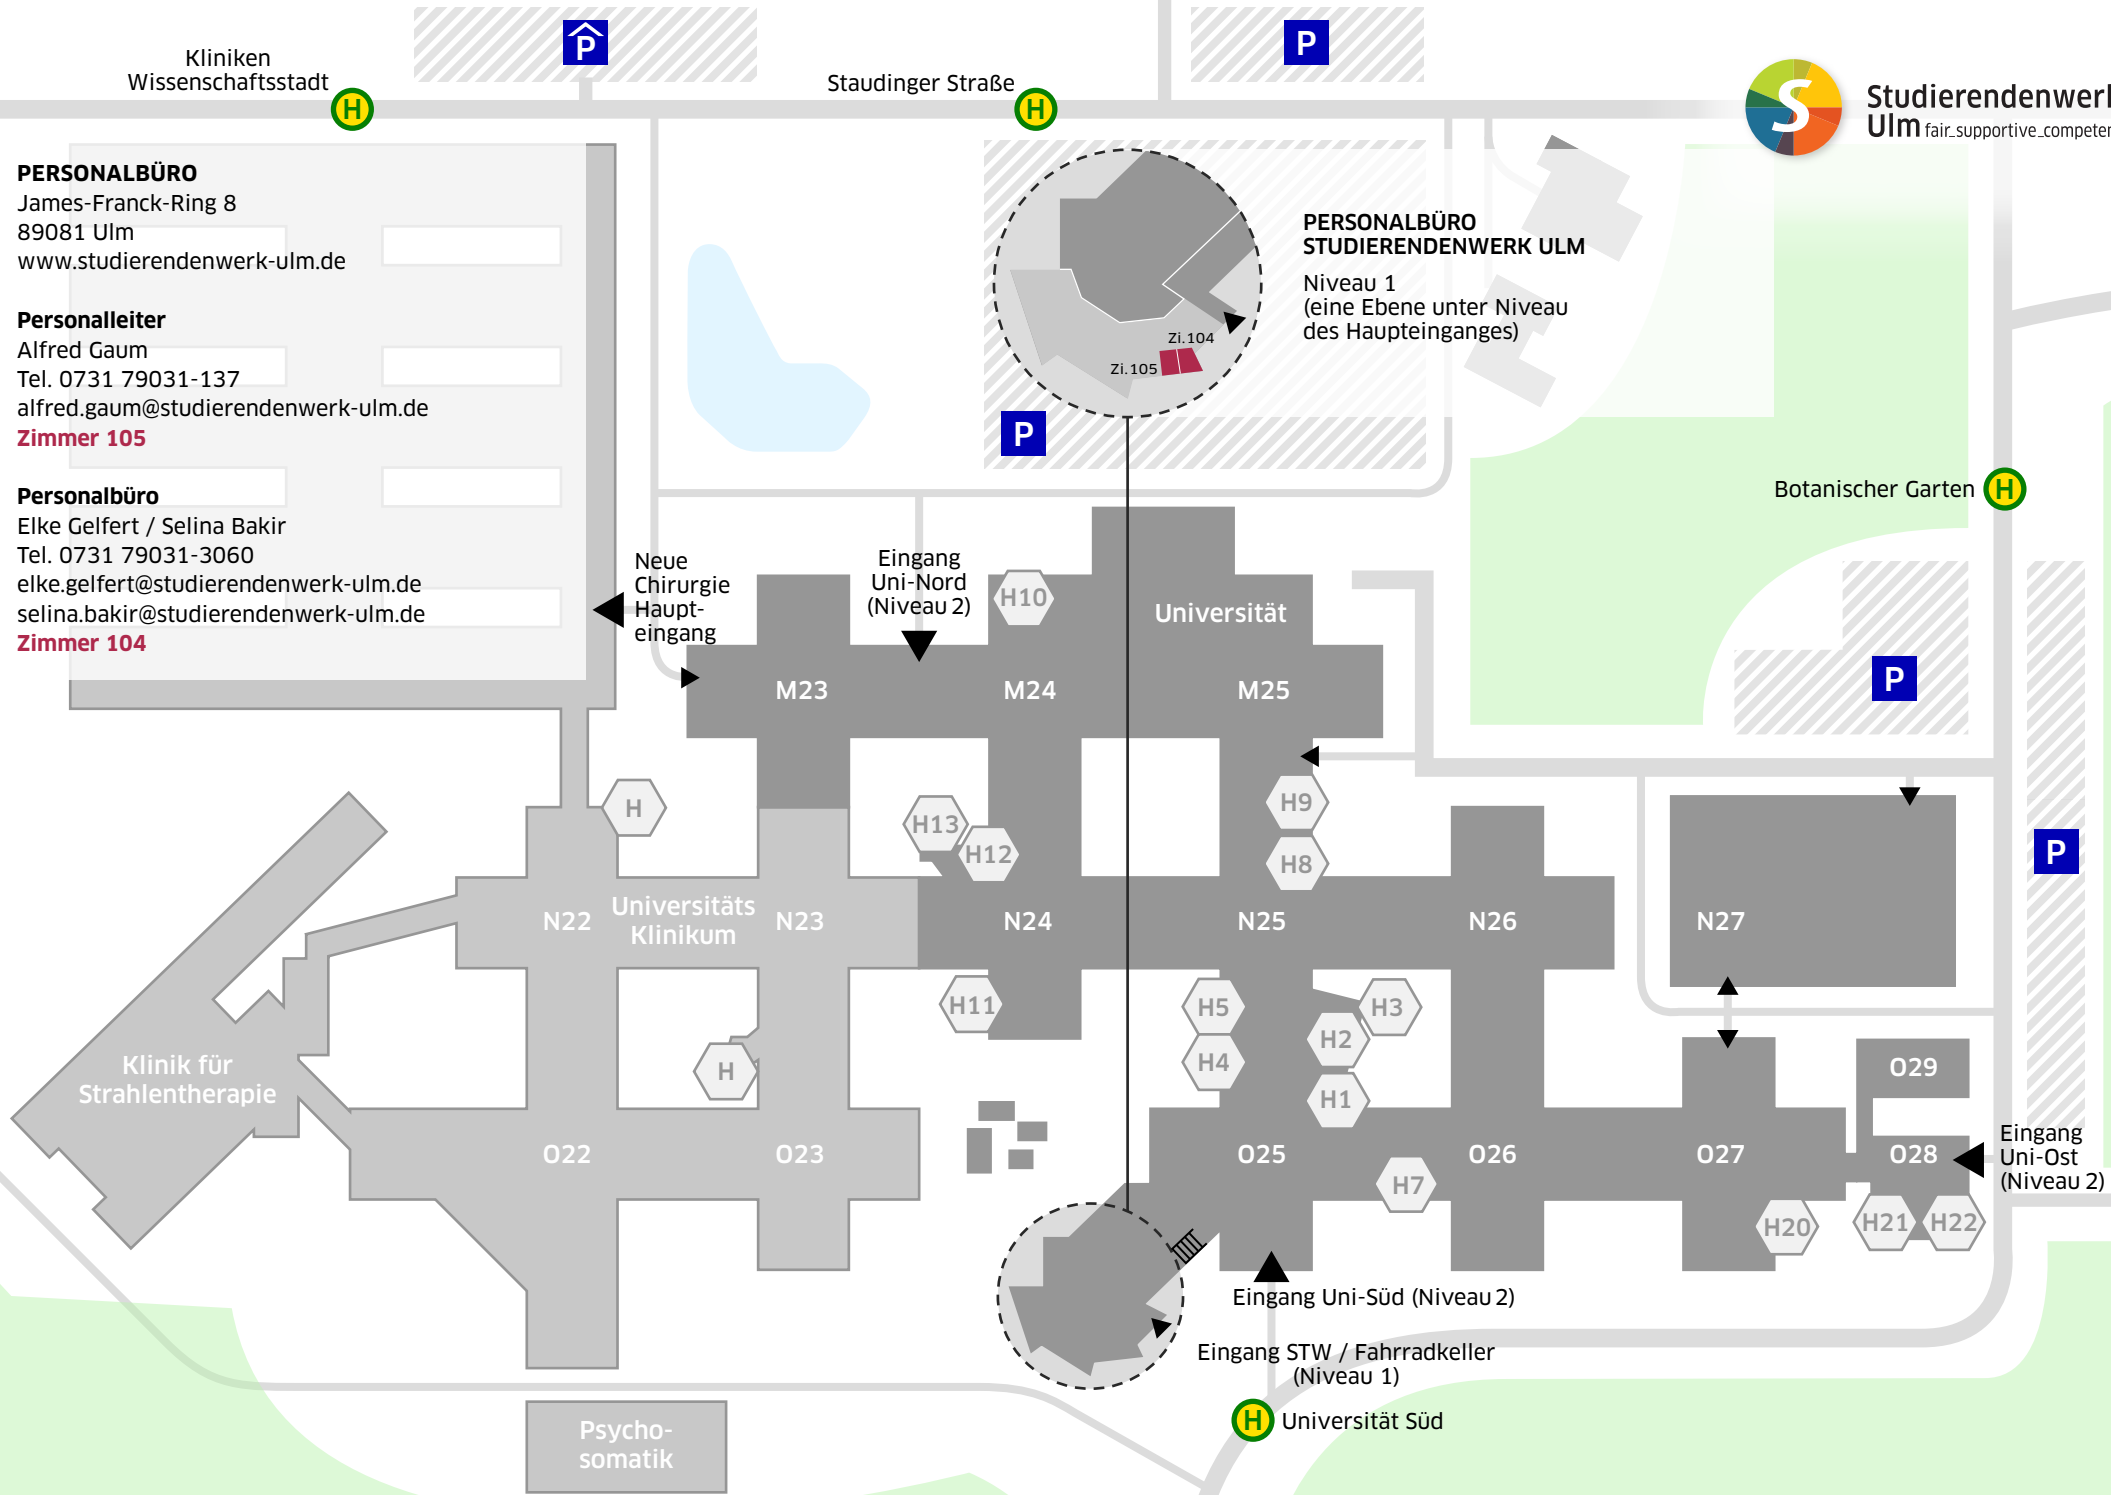 Kliniken
Wissenschaftsstadt
H
P
Staudinger Straße
H
P
Studierendenwerk
Ulm fair_supportive_competent
PERSONALBÜRO
James-Franck-Ring 8
89081 Ulm
www.studierendenwerk-ulm.de
Personalleiter
Alfred Gaum
Tel. 0731 79031-137
alfred.gaum@studierendenwerk-ulm.de
Zimmer 105
Personalbüro
Elke Gelfert / Selina Bakir
Tel. 0731 79031-3060
elke.gelfert@studierendenwerk-ulm.de
selina.bakir@studierendenwerk-ulm.de
Zimmer 104
PERSONALBÜRO
STUDIERENDENWERK ULM
Niveau 1
(eine Ebene unter Niveau
des Haupteinganges)
Zi.104
Zi.105
P
Botanischer Garten
H
Neue
Chirurgie
Haupt-
eingang
Eingang
Uni-Nord
(Niveau 2)
H10
Universität
M23
M24
M25
P
H
H13
H12
H9
H8
P
N22
Universitäts
Klinikum
N23
N24
N25
N26
N27
H11
H5
H3
H2
H4
H1
Klinik für
Strahlentherapie
H
O29
O22
O23
O25
O26
O27
O28
Eingang
Uni-Ost
(Niveau 2)
H7
H20
H21
H22
Eingang Uni-Süd (Niveau 2)
Eingang STW / Fahrradkeller
(Niveau 1)
H
Universität Süd
Psycho-
somatik